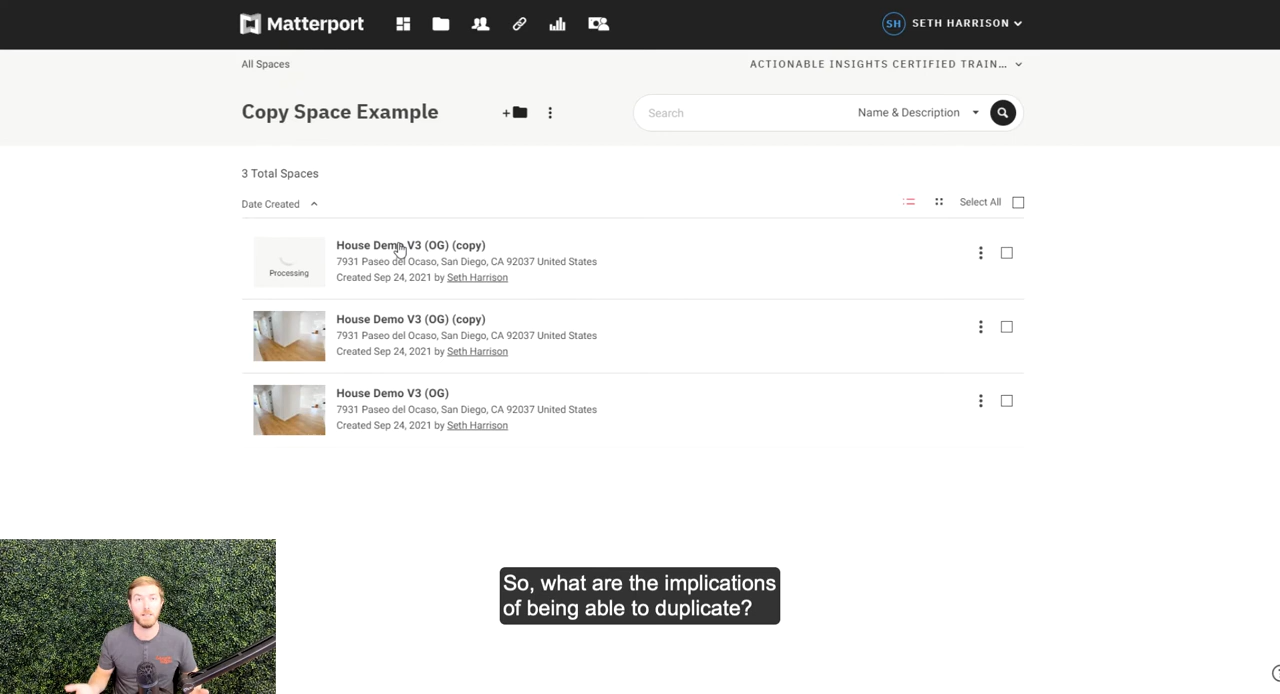 Matterport
SH SETH HARRISON
All Spaces
ACTIONABLE INSIGHTS CERTIFIED TRAIN...
Copy Space Example
+
Search
Name & Description
3 Total Spaces
Date Created
Select All
Processing
House Demo V3 (OG) (copy)
7931 Paseo del Ocaso, San Diego, CA 92037 United States
Created Sep 24, 2021 by Seth Harrison
House Demo V3 (OG) (copy)
7931 Paseo del Ocaso, San Diego, CA 92037 United States
Created Sep 24, 2021 by Seth Harrison
House Demo V3 (OG)
7931 Paseo del Ocaso, San Diego, CA 92037 United States
Created Sep 24, 2021 by Seth Harrison
So, what are the implications
of being able to duplicate?